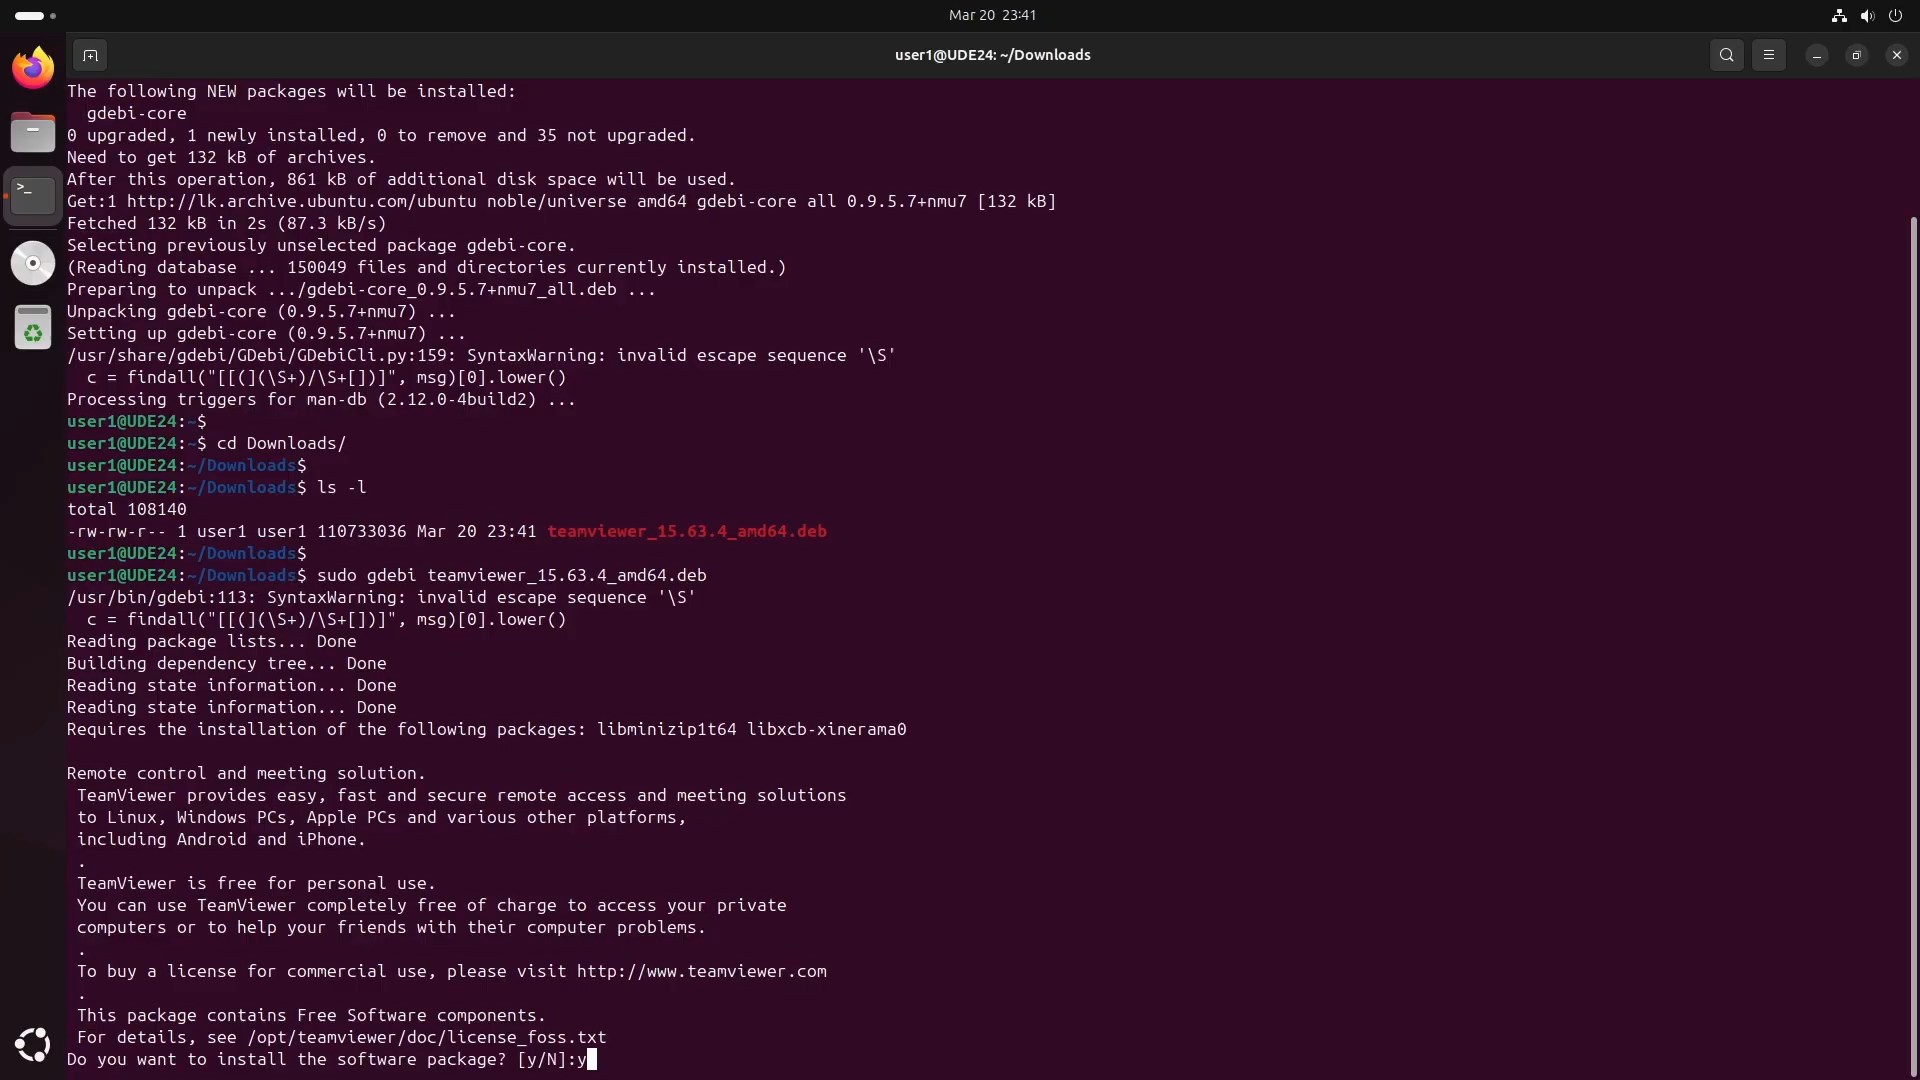 Mar 20 23:41
user1@UDE24: ~/Downloads
The following NEW packages will be installed:
  gdebi-core
0 upgraded, 1 newly installed, 0 to remove and 35 not upgraded.
Need to get 132 kB of archives.
After this operation, 861 kB of additional disk space will be used.
Get:1 http://lk.archive.ubuntu.com/ubuntu noble/universe amd64 gdebi-core all 0.9.5.7+nmu7 [132 kB]
Fetched 132 kB in 2s (87.3 kB/s)
Selecting previously unselected package gdebi-core.
(Reading database ... 150049 files and directories currently installed.)
Preparing to unpack .../gdebi-core_0.9.5.7+nmu7_all.deb ...
Unpacking gdebi-core (0.9.5.7+nmu7) ...
Setting up gdebi-core (0.9.5.7+nmu7) ...
/usr/share/gdebi/GDebi/GDebiCli.py:159: SyntaxWarning: invalid escape sequence '\S'
  c = findall("[[(](\S+)/\S+[])]", msg)[0].lower()
Processing triggers for man-db (2.12.0-4build2) ...
user1@UDE24:~$
user1@UDE24:~$ cd Downloads/
user1@UDE24:~/Downloads$
user1@UDE24:~/Downloads$ ls -l
total 108140
-rw-rw-r-- 1 user1 user1 110733036 Mar 20 23:41 teamviewer_15.63.4_amd64.deb
user1@UDE24:~/Downloads$
user1@UDE24:~/Downloads$ sudo gdebi teamviewer_15.63.4_amd64.deb
/usr/bin/gdebi:113: SyntaxWarning: invalid escape sequence '\S'
  c = findall("[[(](\S+)/\S+[])]", msg)[0].lower()
Reading package lists... Done
Building dependency tree... Done
Reading state information... Done
Reading state information... Done
Requires the installation of the following packages: libminizip1t64 libxcb-xinerama0

Remote control and meeting solution.
 TeamViewer provides easy, fast and secure remote access and meeting solutions
 to Linux, Windows PCs, Apple PCs and various other platforms,
 including Android and iPhone.
 .
 TeamViewer is free for personal use.
 You can use TeamViewer completely free of charge to access your private
 computers or to help your friends with their computer problems.
 .
 To buy a license for commercial use, please visit http://www.teamviewer.com
 .
 This package contains Free Software components.
 For details, see /opt/teamviewer/doc/license_foss.txt
Do you want to install the software package? [y/N]:y